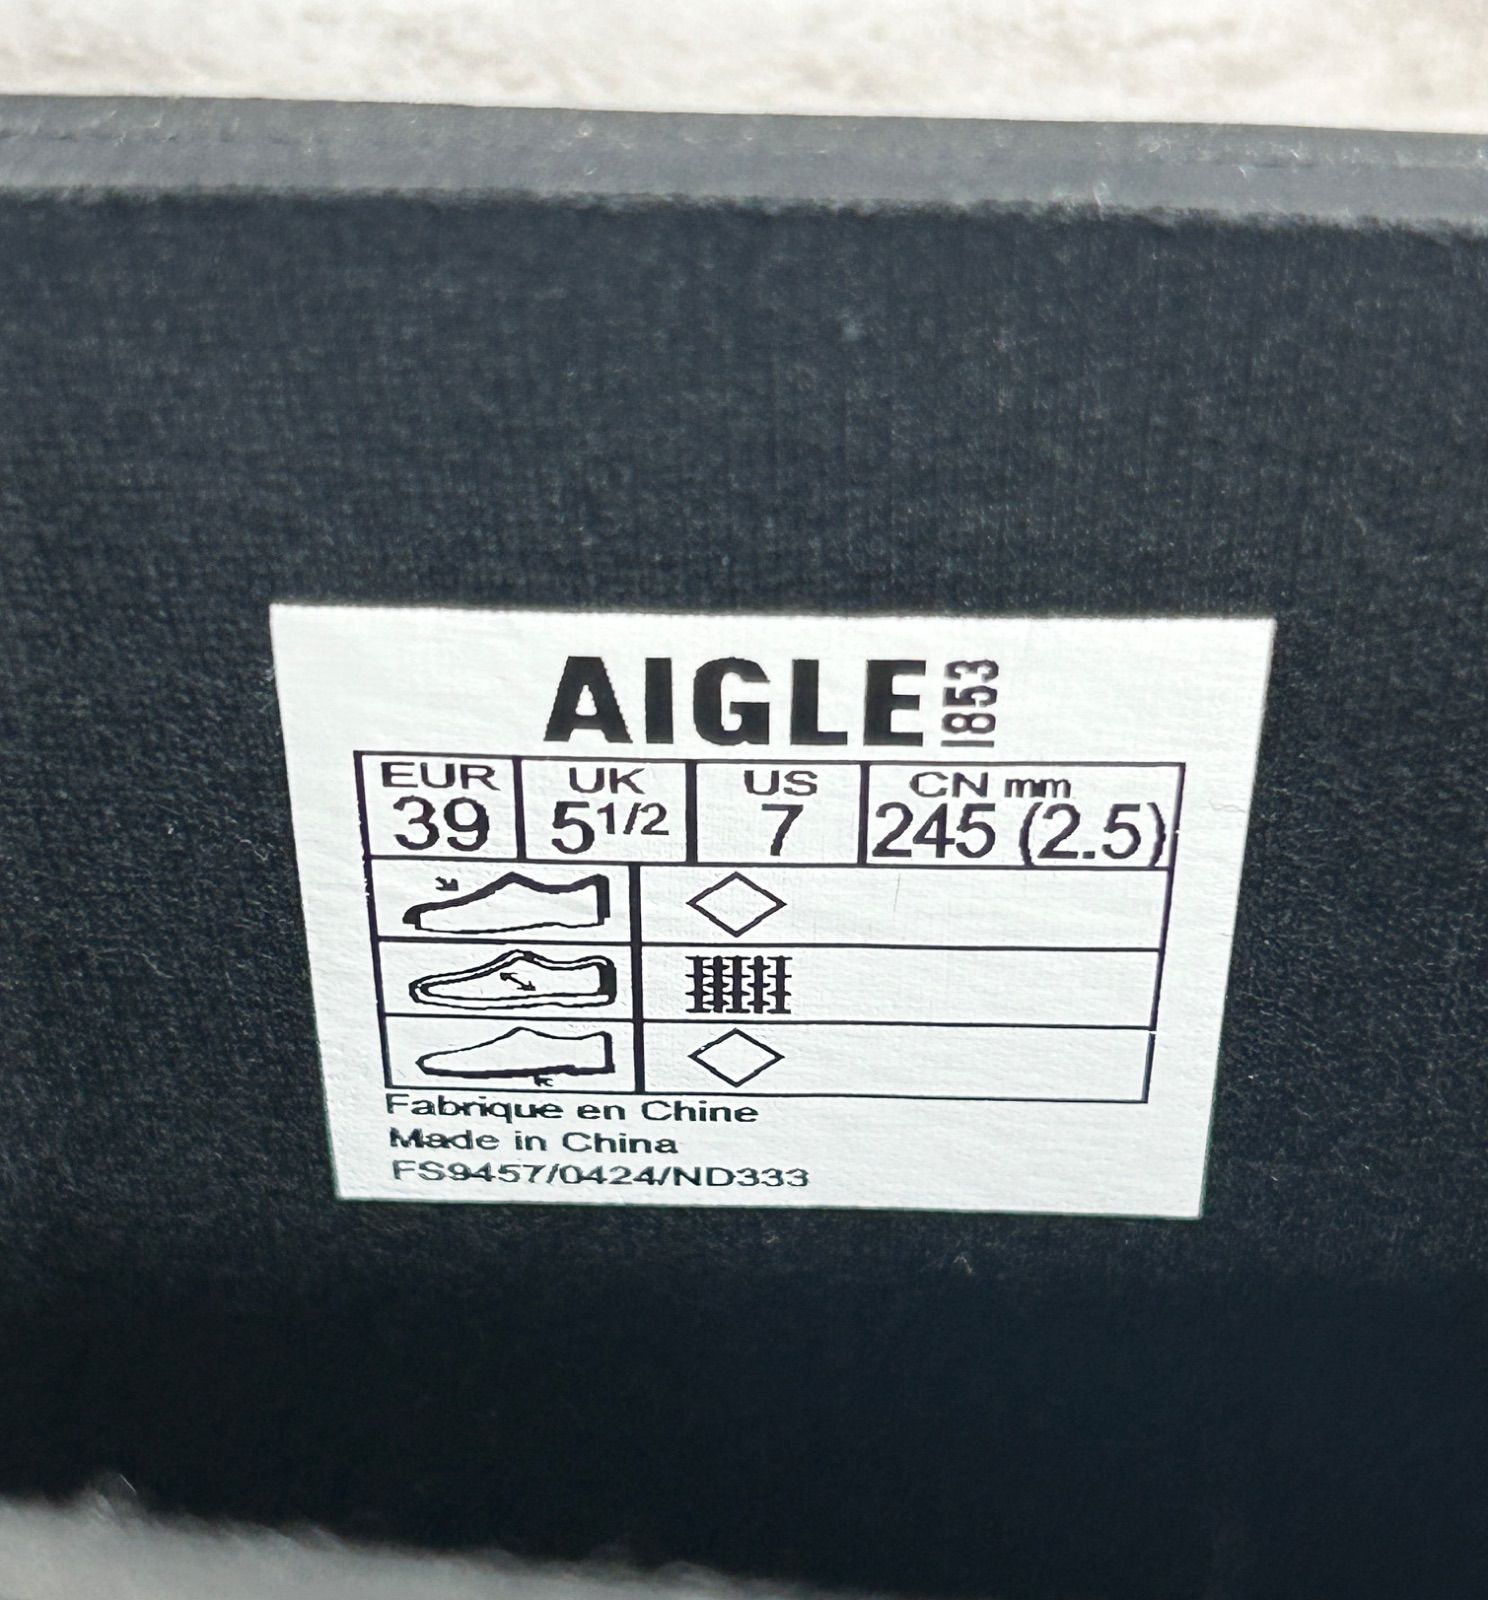 AIGLE 1853
EUR UK US CN mm
39 5 1/2 7 245 (2.5)
Fabrique en Chine
Made in China
FS9457/0424/ND333